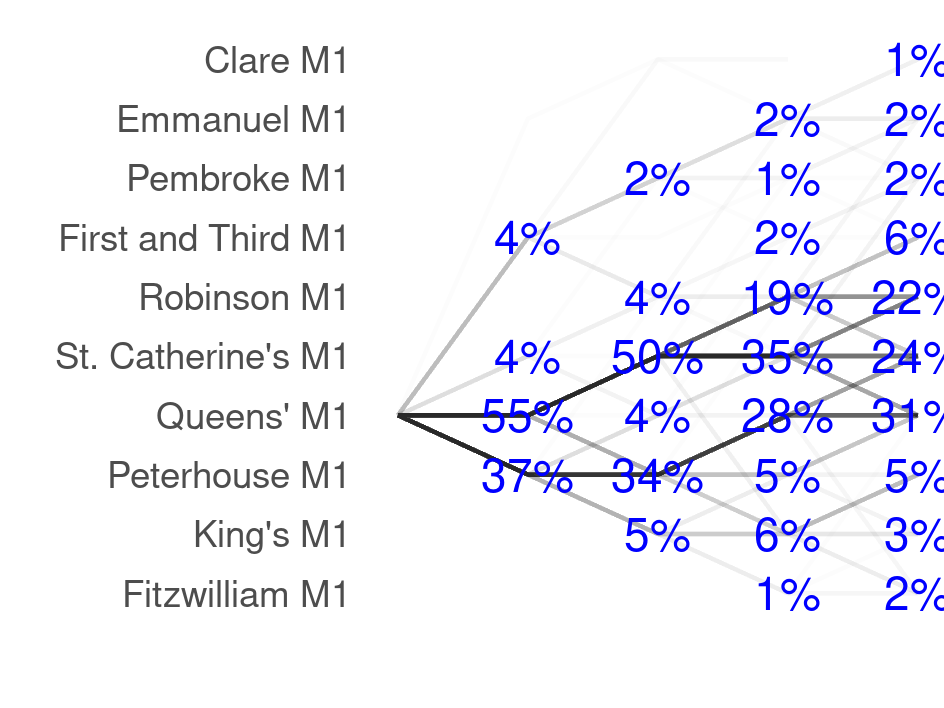 Clare M1 1%
Emmanuel M1 2% 2%
Pembroke M1 2% 1% 2%
First and Third M1 4% 2% 6%
Robinson M1 4% 19% 22%
St. Catherine's M1 4% 50% 35% 24%
Queens' M1 55% 4% 28% 31%
Peterhouse M1 37% 34% 5% 5%
King's M1 5% 6% 3%
Fitzwilliam M1 1% 2%